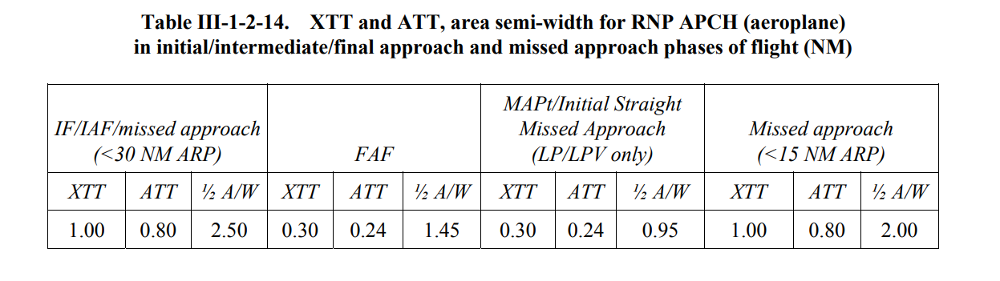 Table III-1-2-14. XTT and ATT, area semi-width for RNP APCH (aeroplane)
in initial/intermediate/final approach and missed approach phases of flight (NM)
IF/IAF/missed approach
(<30 NM ARP)
FAF
MAPt/Initial Straight
Missed Approach
(LP/LPV only)
Missed approach
(<15 NM ARP)
XTT ATT ½ A/W XTT ATT ½ A/W XTT ATT ½ A/W XTT ATT ½ A/W
1.00 0.80 2.50 0.30 0.24 1.45 0.30 0.24 0.95 1.00 0.80 2.00